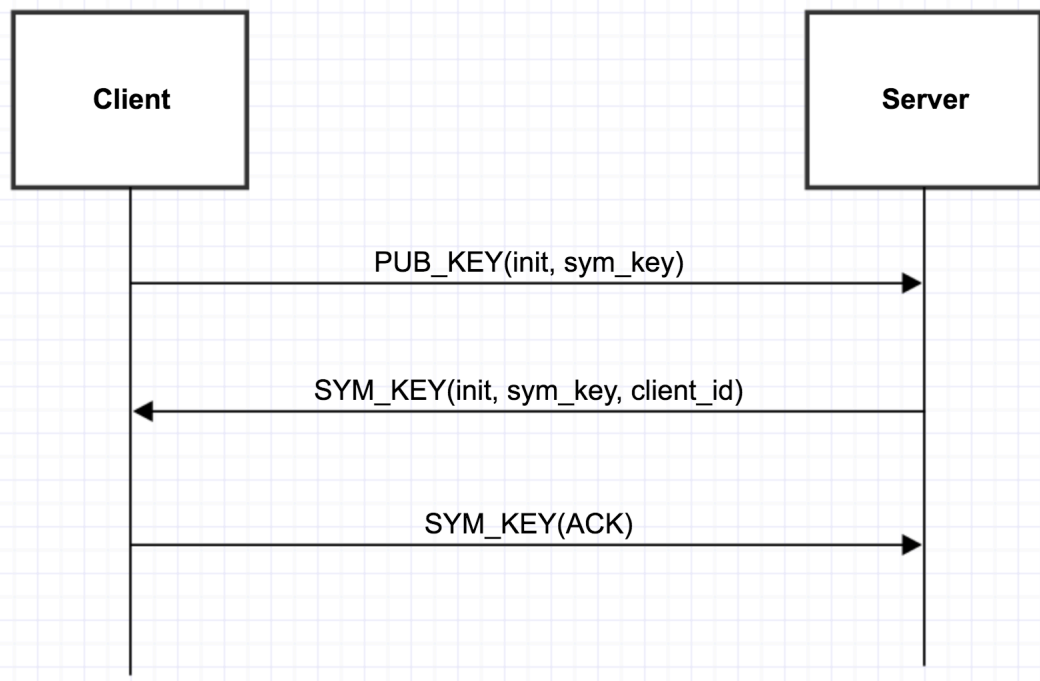 Client
Server
PUB_KEY(init, sym_key)
SYM_KEY(init, sym_key, client_id)
SYM_KEY(ACK)